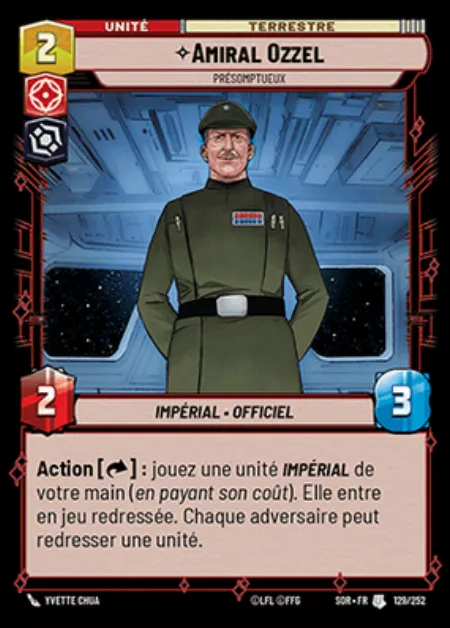 UNITÉ
TERRESTRE
2
AMIRAL OZZEL
PRÉSOMPTUEUX
2
IMPÉRIAL • OFFICIEL
3
Action [ ] : jouez une unité IMPÉRIAL de
votre main (en payant son coût). Elle entre
en jeu redressée. Chaque adversaire peut
redresser une unité.
YVETTE CHUA
©LFL ©FFG
SOR • FR
129/252